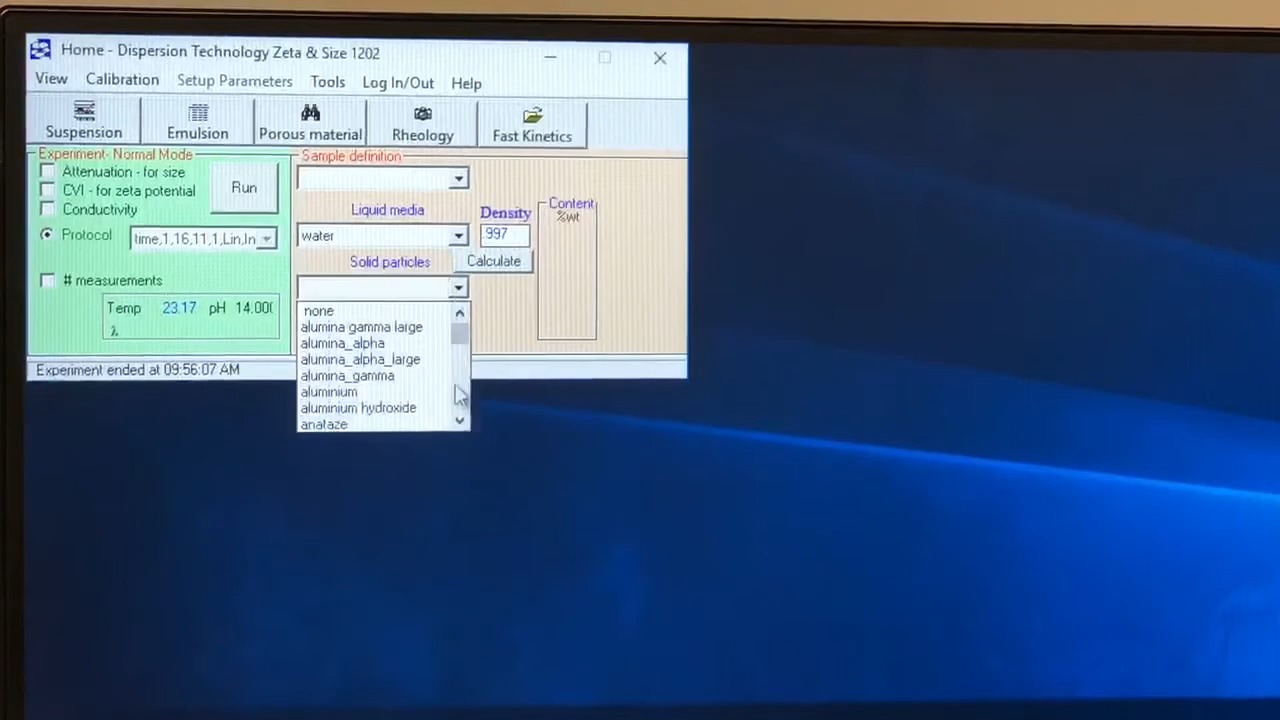 Home - Dispersion Technology Zeta & Size 1202
View Calibration Setup Parameters Tools Log In/Out Help
Suspension Emulsion Porous material Rheology Fast Kinetics
Experiment- Normal Mode
Attenuation - for size
CVI - for zeta potential
Conductivity
Run
Protocol time,1,16,11,1,Lin,In
# measurements
Temp 23.17 pH 14.00
λ
Sample definition
Liquid media
water
Density
.997
Solid particles
Calculate
Content
%wt
none
alumina gamma large
alumina_alpha
alumina_alpha_large
alumina_gamma
aluminium
aluminium hydroxide
anataze
Experiment ended at 09:56:07 AM